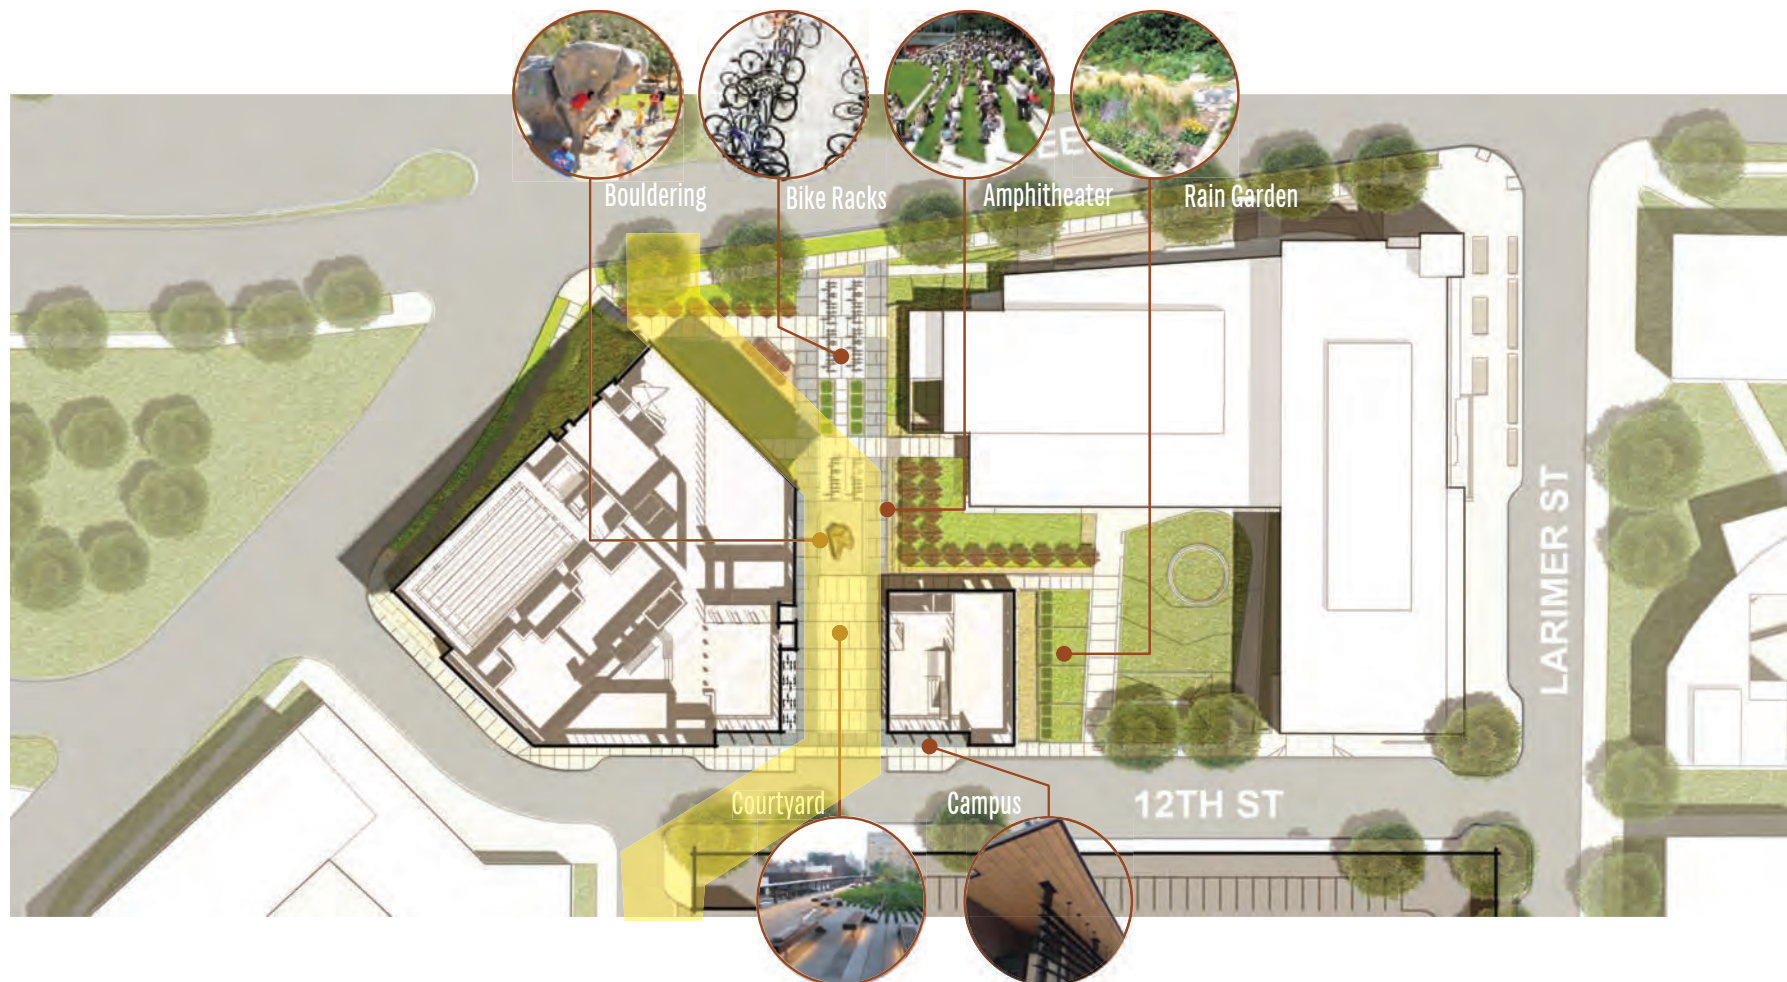 Bouldering
Bike Racks
Amphitheater
Rain Garden
LARIMER ST
Courtyard
Campus
12TH ST